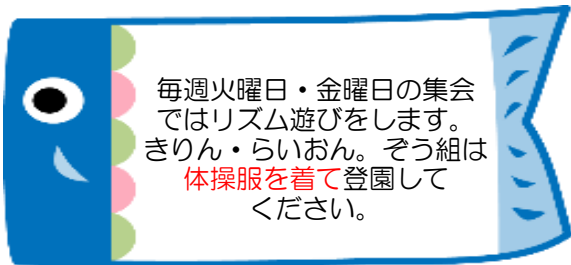 毎週火曜日・金曜日の集会
ではリズム遊びをします。
きりん・らいおん。ぞう組は
体操服を着て登園して
ください。